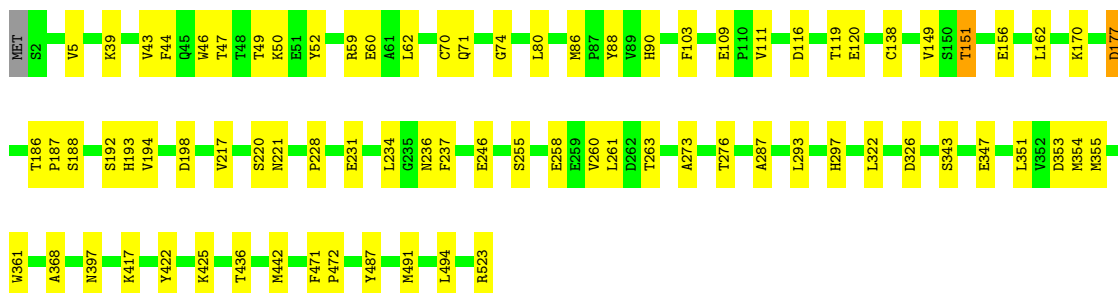 MET S2 V5 K39 V43 F44 Q45 W46 T47 T48 T49 K50 E51 Y52 R59 E60 A61 L62 C70 Q71 G74 L80 M86 P87 Y88 V89 H90 F103 E109 P110 V111 D116 T119 E120 C138 V149 S150 T151 E156 L162 K170 D177
T186 P187 S188 S192 H193 V194 D198 V217 S220 N221 P228 E231 L234 G235 N236 F237 E246 S255 E258 E259 V260 L261 D262 T263 A273 T276 A287 L293 H297 L322 D326 S343 E347 L351 V352 D353 M354 M355
W361 A368 N397 K417 Y422 K425 T436 M442 F471 P472 Y487 M491 L494 R523